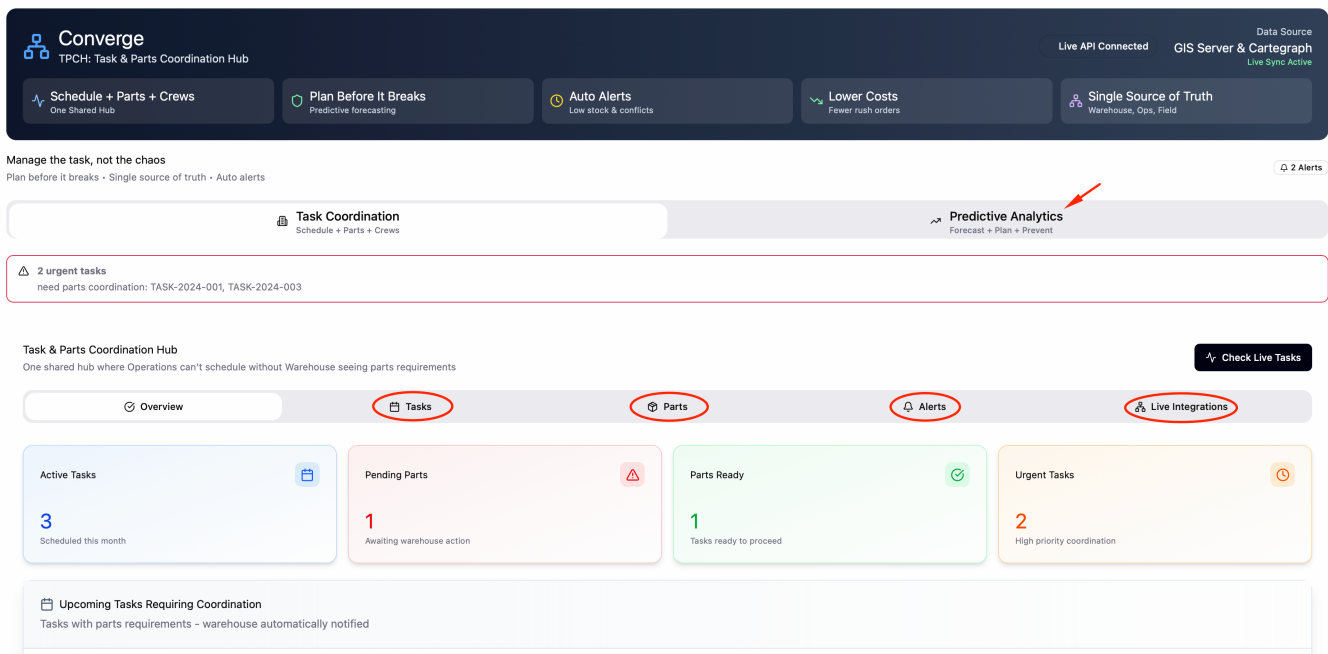 Converge
TPCH: Task & Parts Coordination Hub
Live API Connected
Data Source
GIS Server & Cartegraph
Live Sync Active
Schedule + Parts + Crews
One Shared Hub
Plan Before It Breaks
Predictive forecasting
Auto Alerts
Low stock & conflicts
Lower Costs
Fewer rush orders
Single Source of Truth
Warehouse, Ops, Field
Manage the task, not the chaos
Plan before it breaks • Single source of truth • Auto alerts
2 Alerts
Task Coordination
Schedule + Parts + Crews
Predictive Analytics
Forecast + Plan + Prevent
2 urgent tasks
need parts coordination: TASK-2024-001, TASK-2024-003
Task & Parts Coordination Hub
One shared hub where Operations can't schedule without Warehouse seeing parts requirements
Check Live Tasks
Overview
Tasks
Parts
Alerts
Live Integrations
Active Tasks
3
Scheduled this month
Pending Parts
1
Awaiting warehouse action
Parts Ready
1
Tasks ready to proceed
Urgent Tasks
2
High priority coordination
Upcoming Tasks Requiring Coordination
Tasks with parts requirements - warehouse automatically notified